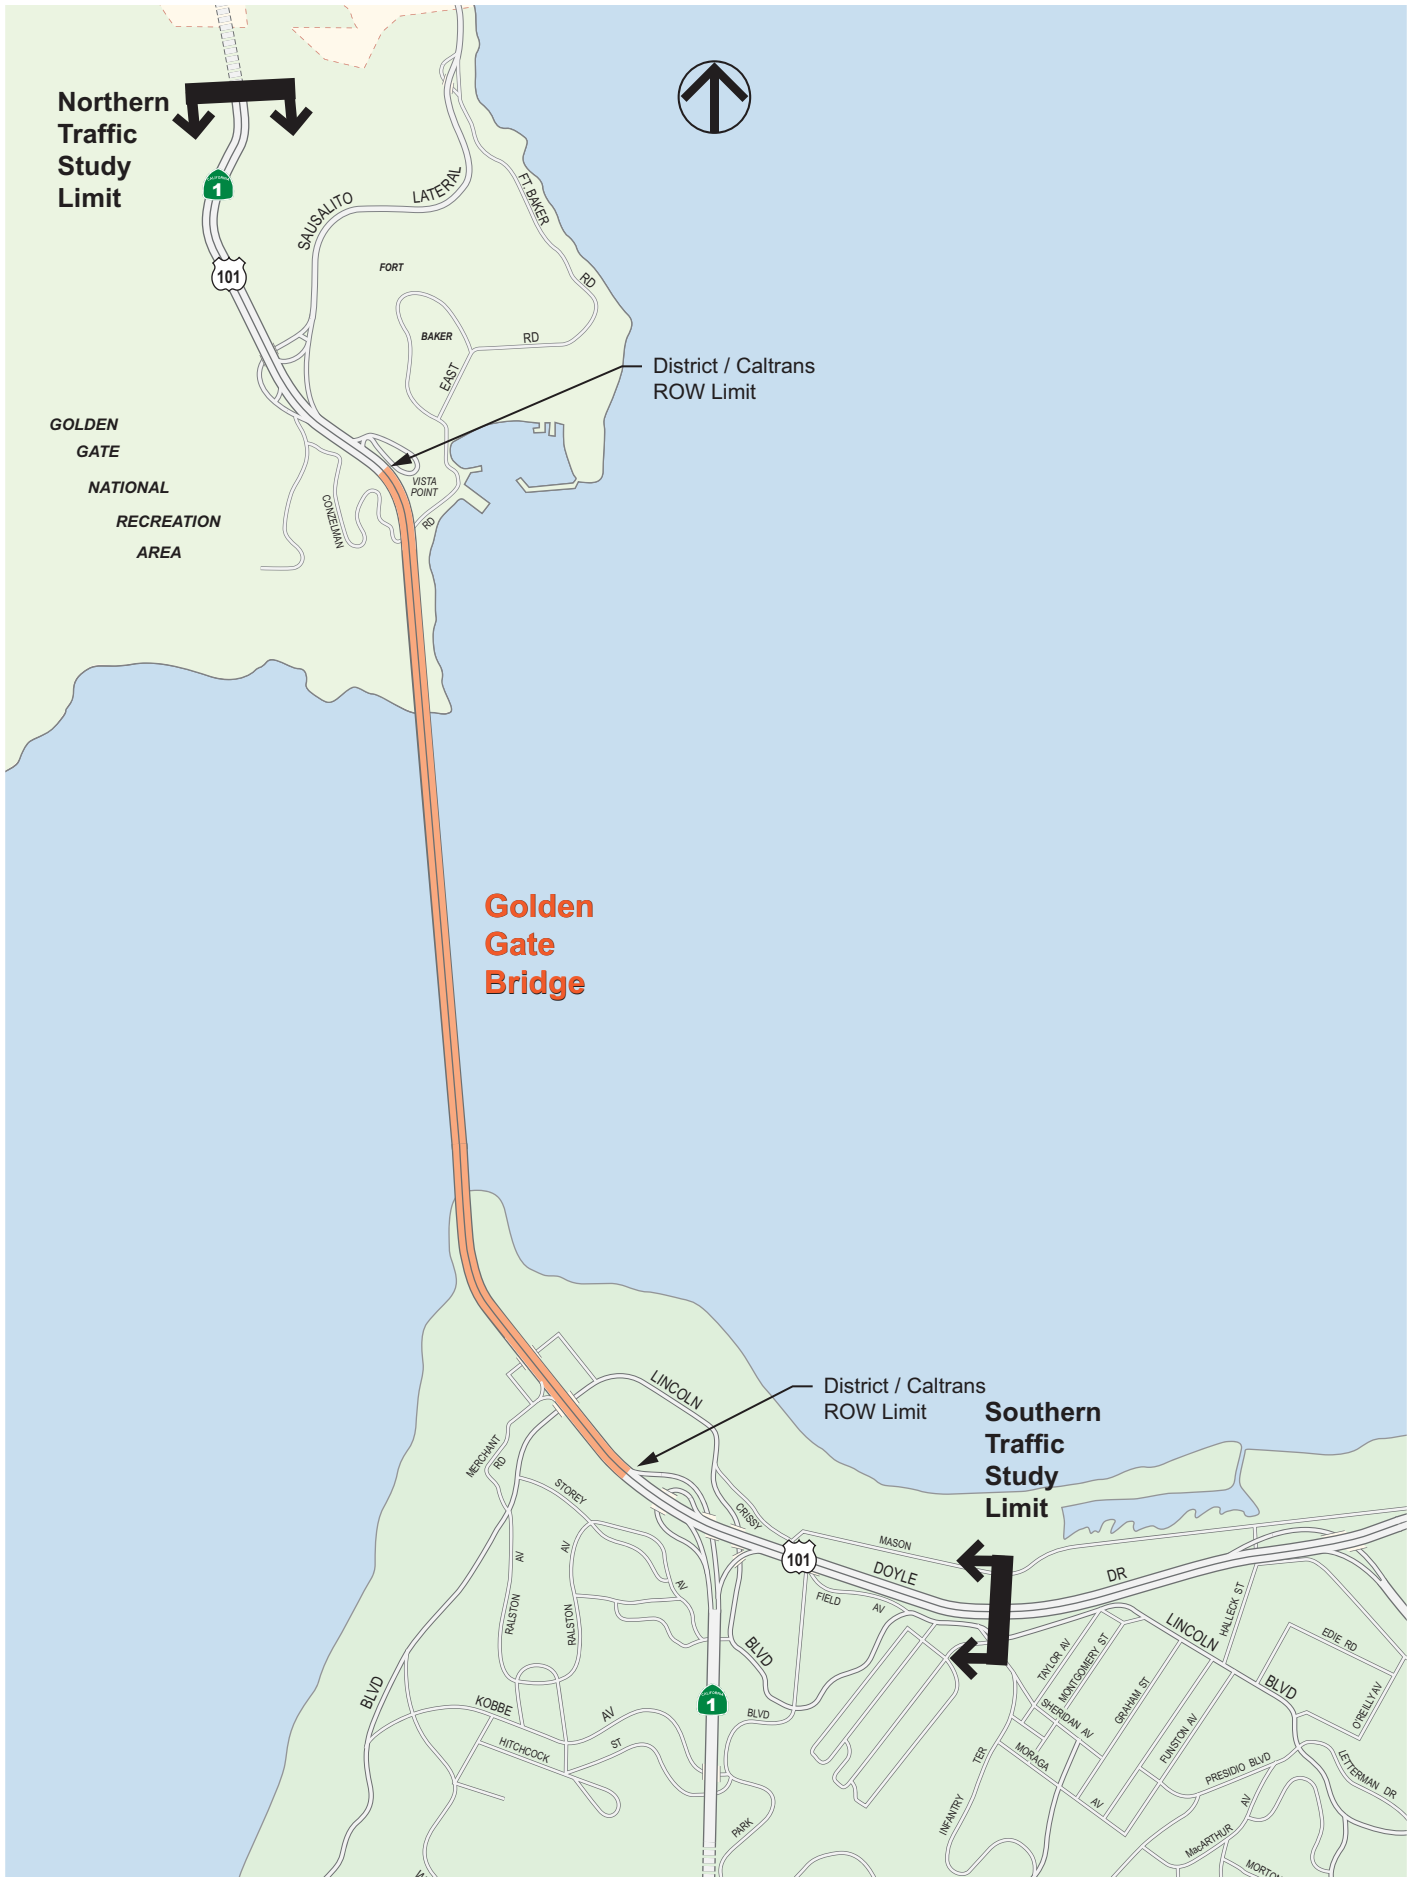 Northern
Traffic
Study
Limit
CALIFORNIA
1
101
SAUSALITO
LATERAL
FT. BAKER
RD
FORT
BAKER
RD
EAST
District / Caltrans
ROW Limit
GOLDEN
GATE
NATIONAL
RECREATION
AREA
VISTA
POINT
CONZELMAN
RD
Golden
Gate
Bridge
LINCOLN
District / Caltrans
ROW Limit
Southern
Traffic
Study
Limit
MERCHANT
RD
STOREY
CRISSY
MASON
101
DOYLE
DR
AV
AV
AV
FIELD
AV
RALSTON
RALSTON
BLVD
HALLECK ST
LINCOLN
EDIE RD
TAYLOR AV
MONTGOMERY ST
GRAHAM ST
BLVD
BLVD
KOBBE
AV
CALIFORNIA
1
BLVD
SHERIDAN AV
FUNSTON AV
O'REILLY AV
HITCHCOCK
ST
TER
MORAGA
PRESIDIO BLVD
LETTERMAN DR
INFANTRY
AV
AV
PARK
MacARTHUR